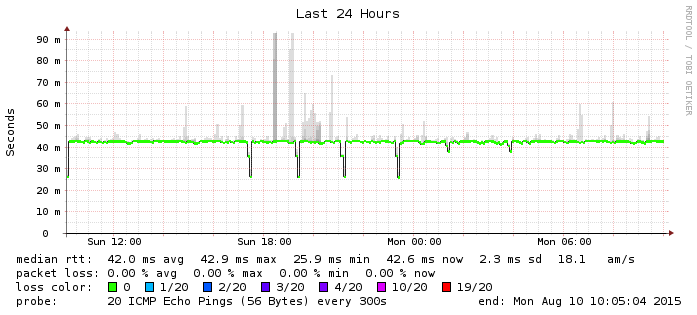 Last 24 Hours
RRDTOOL / TOBI OETIKER
Seconds
90 m
80 m
70 m
60 m
50 m
40 m
30 m
20 m
10 m
0
Sun 12:00 Sun 18:00 Mon 00:00 Mon 06:00
median rtt: 42.0 ms avg 42.9 ms max 25.9 ms min 42.6 ms now 2.3 ms sd 18.1 am/s
packet loss: 0.00 % avg 0.00 % max 0.00 % min 0.00 % now
loss color: 0 1/20 2/20 3/20 4/20 10/20 19/20
probe: 20 ICMP Echo Pings (56 Bytes) every 300s end: Mon Aug 10 10:05:04 2015